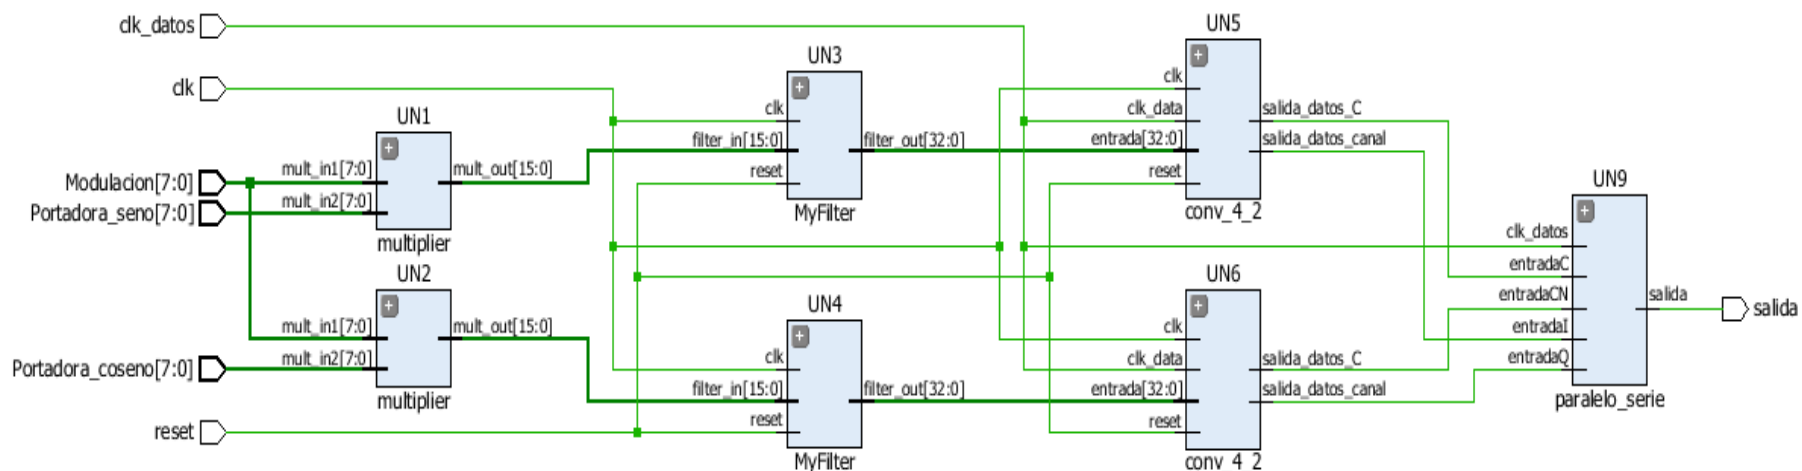 clk_datos
clk
Modulacion[7:0]
Portadora_seno[7:0]
Portadora_coseno[7:0]
reset
UN1
mult_in1[7:0]
mult_in2[7:0]
mult_out[15:0]
multiplier
UN2
mult_in1[7:0]
mult_in2[7:0]
mult_out[15:0]
multiplier
UN3
clk
filter_in[15:0]
reset
filter_out[32:0]
MyFilter
UN4
clk
filter_in[15:0]
reset
filter_out[32:0]
MyFilter
UN5
clk
clk_data
entrada[32:0]
reset
salida_datos_C
salida_datos_canal
conv_4_2
UN6
clk
clk_data
entrada[32:0]
reset
salida_datos_C
salida_datos_canal
conv_4_2
UN9
clk_datos
entradaC
entradaCN
entradaI
entradaQ
salida
paralelo_serie
salida